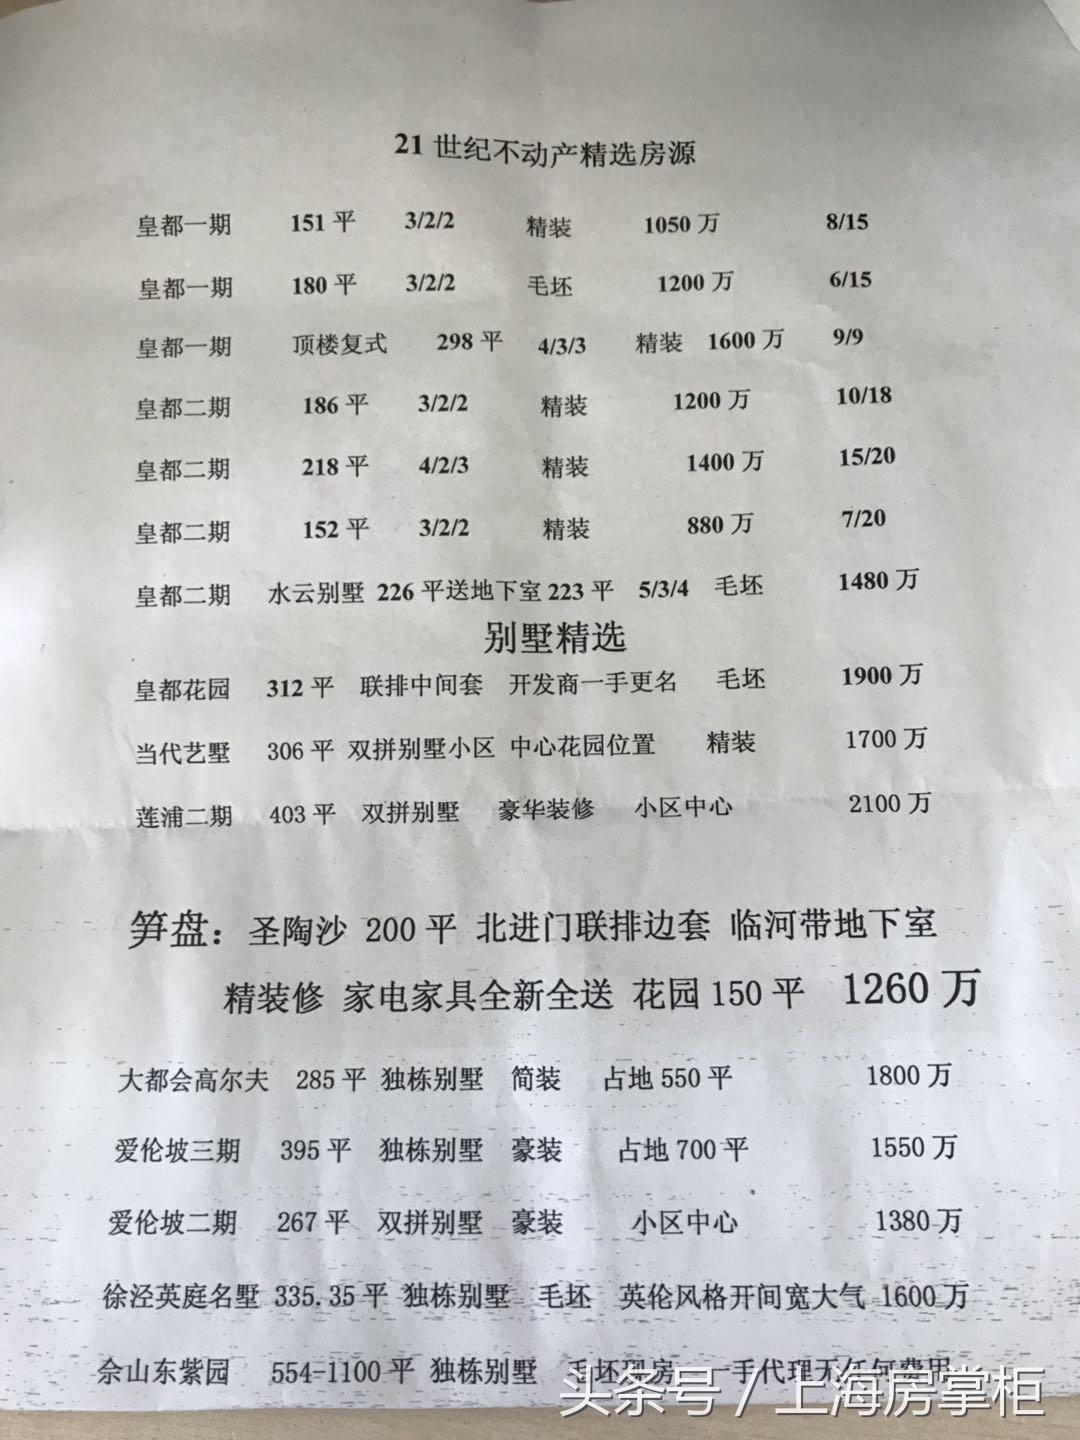 21 世纪不动产精选房源
皇都一期 151 平 3/2/2 精装 1050 万 8/15
皇都一期 180 平 3/2/2 毛坯 1200 万 6/15
皇都一期 顶楼复式 298 平 4/3/3 精装 1600 万 9/9
皇都二期 186 平 3/2/2 精装 1200 万 10/18
皇都二期 218 平 4/2/3 精装 1400 万 15/20
皇都二期 152 平 3/2/2 精装 880 万 7/20
皇都二期 水云别墅 226 平送地下室 223 平 5/3/4 毛坯 1480 万
别墅精选
皇都花园 312 平 联排中间套 开发商一手更名 毛坯 1900 万
当代艺墅 306 平 双拼别墅小区 中心花园位置 精装 1700 万
莲浦二期 403 平 双拼别墅 豪华装修 小区中心 2100 万
笋盘：圣陶沙 200 平 北进门联排边套 临河带地下室
精装修 家电家具全新全送 花园 150 平 1260 万
大都会高尔夫 285 平 独栋别墅 简装 占地 550 平 1800 万
爱伦坡三期 395 平 独栋别墅 豪装 占地 700 平 1550 万
爱伦坡二期 267 平 双拼别墅 豪装 小区中心 1380 万
徐泾英庭名墅 335.35 平 独栋别墅 毛坯 英伦风格开间宽大气 1600 万
佘山东紫园 554-1100 平 独栋别墅 毛坯现房 一手代理无任何费用
头条号 / 上海房掌柜